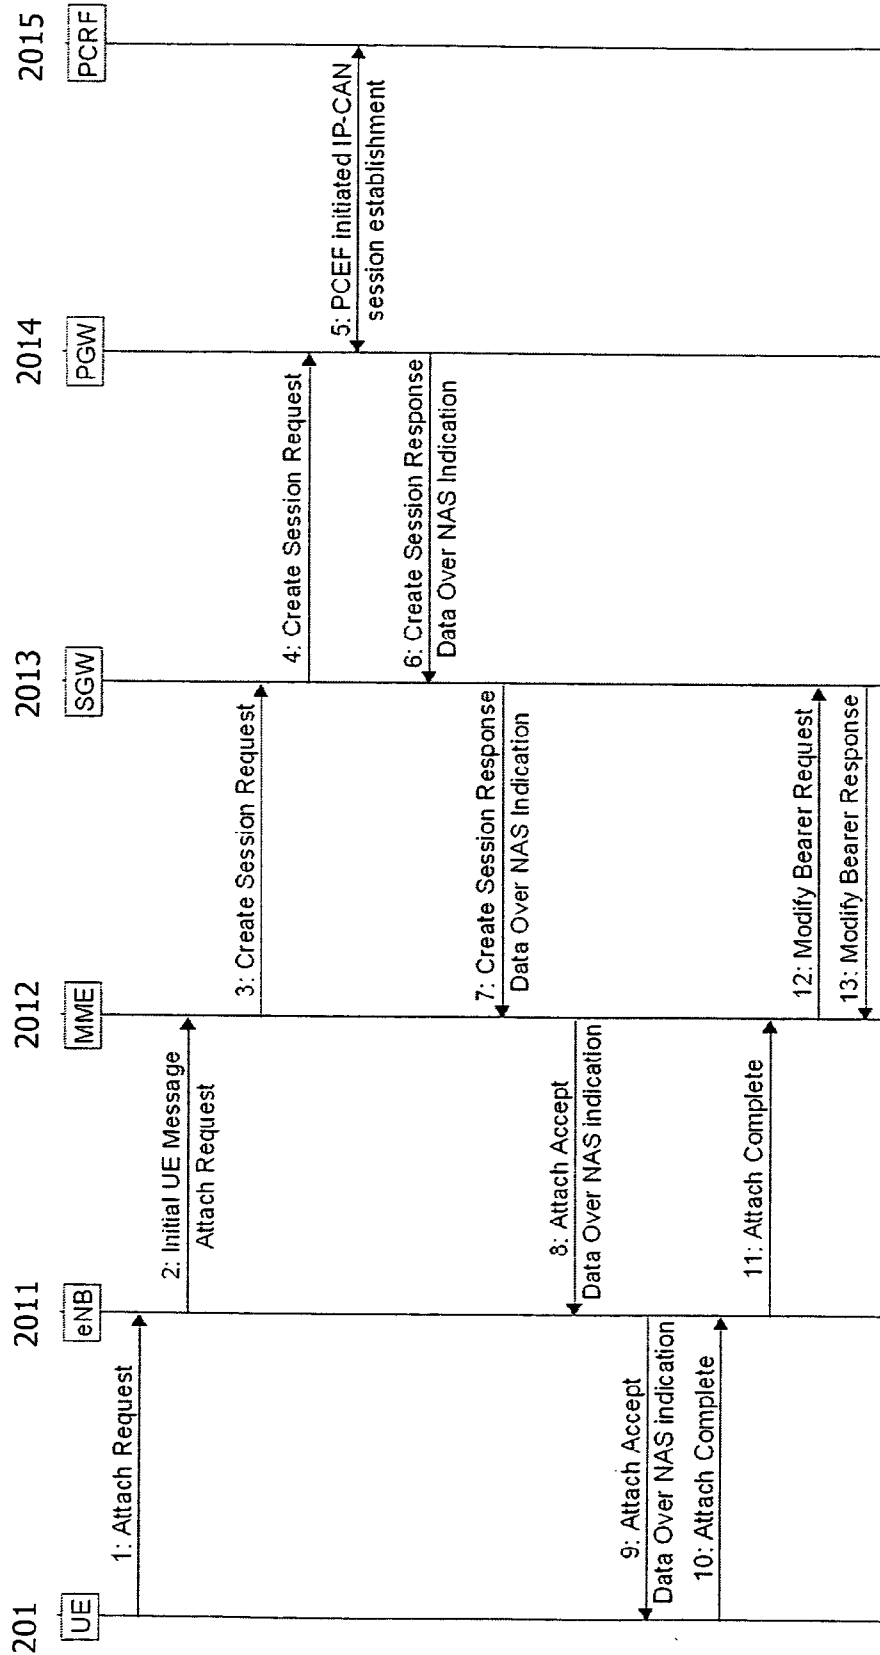 201
2011
2012
2013
2014
2015
UE
eNB
MME
SGW
PGW
PCRF
1: Attach Request
2: Initial UE Message
Attach Request
3: Create Session Request
4: Create Session Request
5: PCEF initiated IP-CAN
session establishment
6: Create Session Response
Data Over NAS Indication
7: Create Session Response
Data Over NAS Indication
8: Attach Accept
Data Over NAS indication
9: Attach Accept
Data Over NAS indication
10: Attach Complete
11: Attach Complete
12: Modify Bearer Request
13: Modify Bearer Response